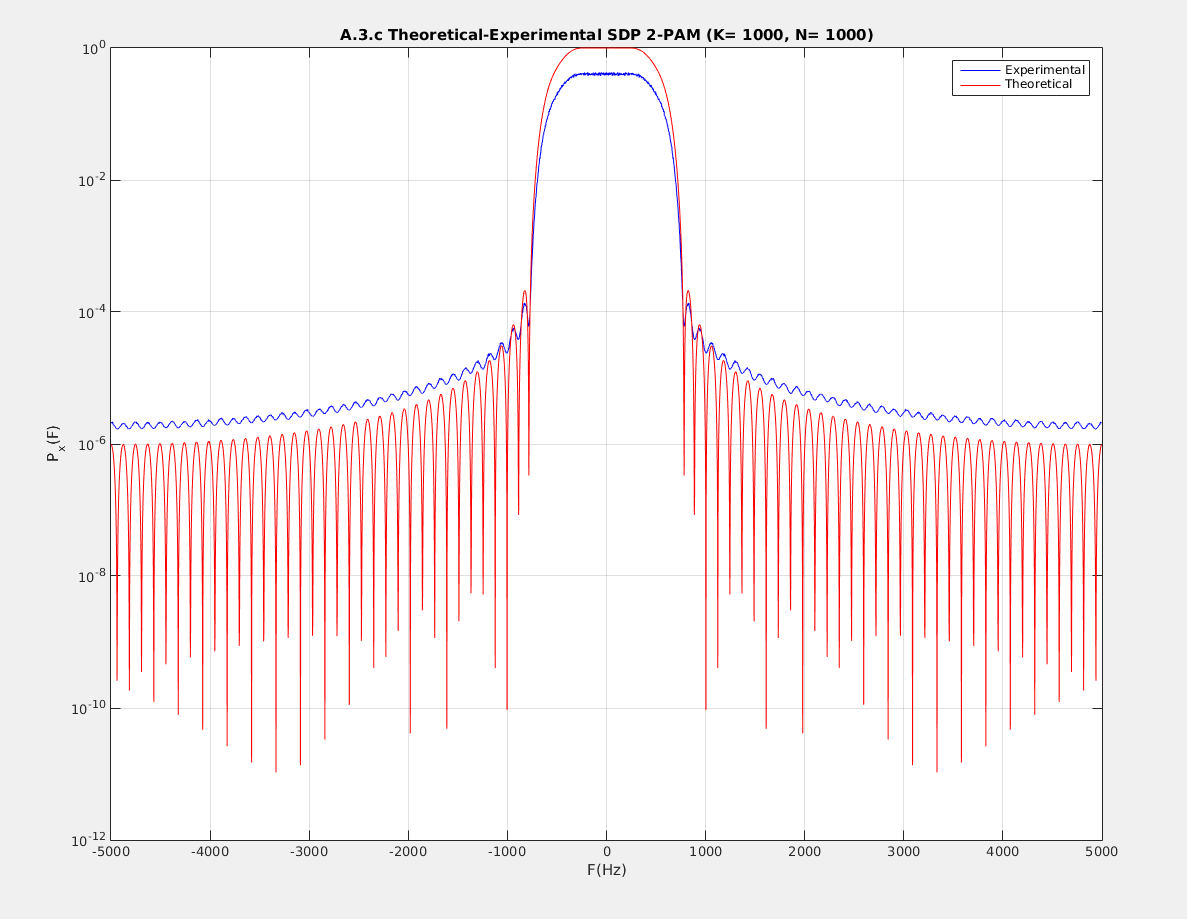 A.3.c Theoretical-Experimental SDP 2-PAM (K= 1000, N= 1000)
Experimental
Theoretical
10^0
10^-2
10^-4
10^-6
10^-8
10^-10
10^-12
P_x(F)
-5000 -4000 -3000 -2000 -1000 0 1000 2000 3000 4000 5000
F(Hz)